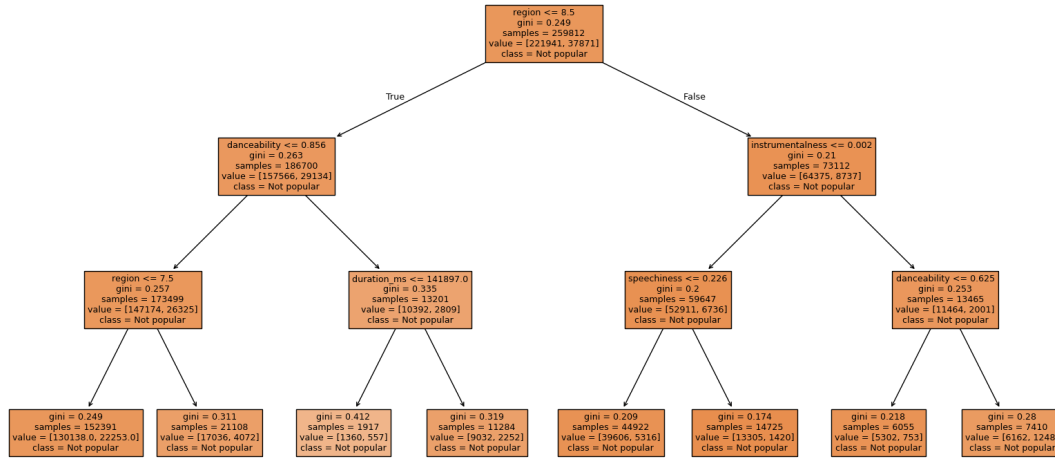 region <= 8.5
gini = 0.249
samples = 259812
value = [221941, 37871]
class = Not popular
True
False
danceability <= 0.856
gini = 0.263
samples = 186700
value = [157566, 29134]
class = Not popular
instrumentalness <= 0.002
gini = 0.21
samples = 73112
value = [64375, 8737]
class = Not popular
region <= 7.5
gini = 0.257
samples = 173499
value = [147174, 26325]
class = Not popular
duration_ms <= 141897.0
gini = 0.335
samples = 13201
value = [10392, 2809]
class = Not popular
speechiness <= 0.226
gini = 0.2
samples = 59647
value = [52911, 6736]
class = Not popular
danceability <= 0.625
gini = 0.253
samples = 13465
value = [11464, 2001]
class = Not popular
gini = 0.249
samples = 152391
value = [130138.0, 22253.0]
class = Not popular
gini = 0.311
samples = 21108
value = [17036, 4072]
class = Not popular
gini = 0.412
samples = 1917
value = [1360, 557]
class = Not popular
gini = 0.319
samples = 11284
value = [9032, 2252]
class = Not popular
gini = 0.209
samples = 44922
value = [39606, 5316]
class = Not popular
gini = 0.174
samples = 14725
value = [13305, 1420]
class = Not popular
gini = 0.218
samples = 6055
value = [5302, 753]
class = Not popular
gini = 0.28
samples = 7410
value = [6162, 1248]
class = Not popular